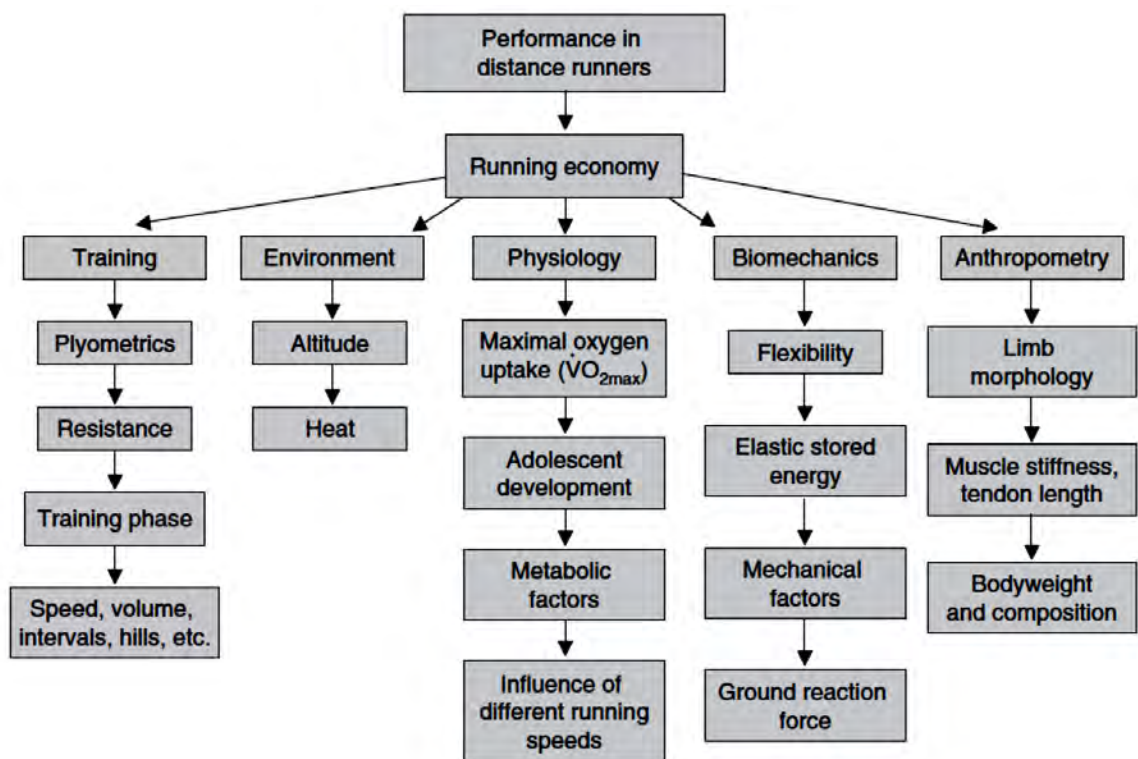 Performance in
distance runners
Running economy
Training
Environment
Physiology
Biomechanics
Anthropometry
Plyometrics
Resistance
Training phase
Speed, volume,
intervals, hills, etc.
Altitude
Heat
Maximal oxygen
uptake (V̇O₂max)
Adolescent
development
Metabolic
factors
Influence of
different running
speeds
Flexibility
Elastic stored
energy
Mechanical
factors
Ground reaction
force
Limb
morphology
Muscle stiffness,
tendon length
Bodyweight
and composition